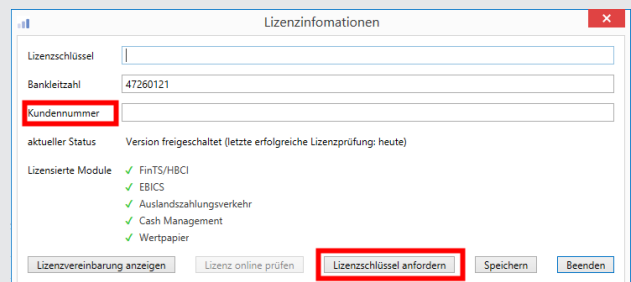 Lizenzinfomationen
Lizenzschlüssel
Bankleitzahl 47260121
Kundennummer
aktueller Status Version freigeschaltet (letzte erfolgreiche Lizenzprüfung: heute)
Lizensierte Module ✓ FinTS/HBCI
✓ EBICS
✓ Auslandszahlungsverkehr
✓ Cash Management
✓ Wertpapier
Lizenzvereinbarung anzeigen Lizenz online prüfen Lizenzschlüssel anfordern Speichern Beenden